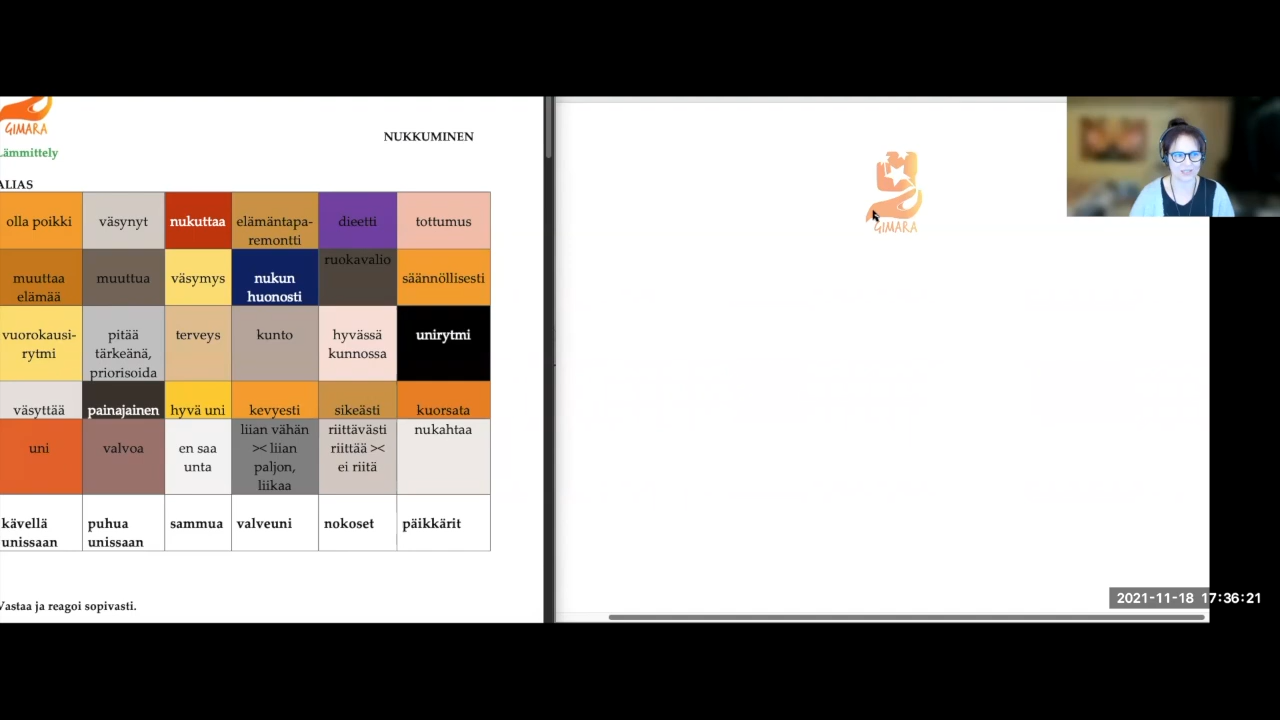 GIMARA
Lämmittely
NUKKUMINEN
ALIAS
olla poikki
väsynyt
nukuttaa
elämäntapa-
remontti
dieetti
tottumus
muuttaa
elämää
muuttua
väsymys
nukun
huonosti
ruokavalio
säännöllisesti
vuorokausi-
rytmi
pitää
tärkeänä,
priorisoida
terveys
kunto
hyvässä
kunnossa
unirytmi
väsyttää
painajainen
hyvä uni
kevyesti
sikeästi
kuorsata
uni
valvoa
en saa
unta
liian vähän
>< liian
paljon,
liikaa
riittävästi
riittää ><
ei riitä
nukahtaa
kävellä
unissaan
puhua
unissaan
sammua
valveuni
nokoset
päikkärit
Vastaa ja reagoi sopivasti.
GIMARA
2021-11-18 17:36:21